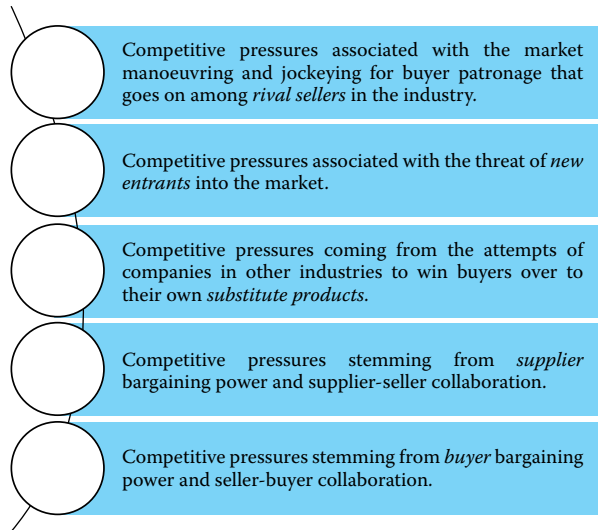 Competitive pressures associated with the market
manoeuvring and jockeying for buyer patronage that
goes on among rival sellers in the industry.
Competitive pressures associated with the threat of new
entrants into the market.
Competitive pressures coming from the attempts of
companies in other industries to win buyers over to
their own substitute products.
Competitive pressures stemming from supplier
bargaining power and supplier-seller collaboration.
Competitive pressures stemming from buyer bargaining
power and seller-buyer collaboration.